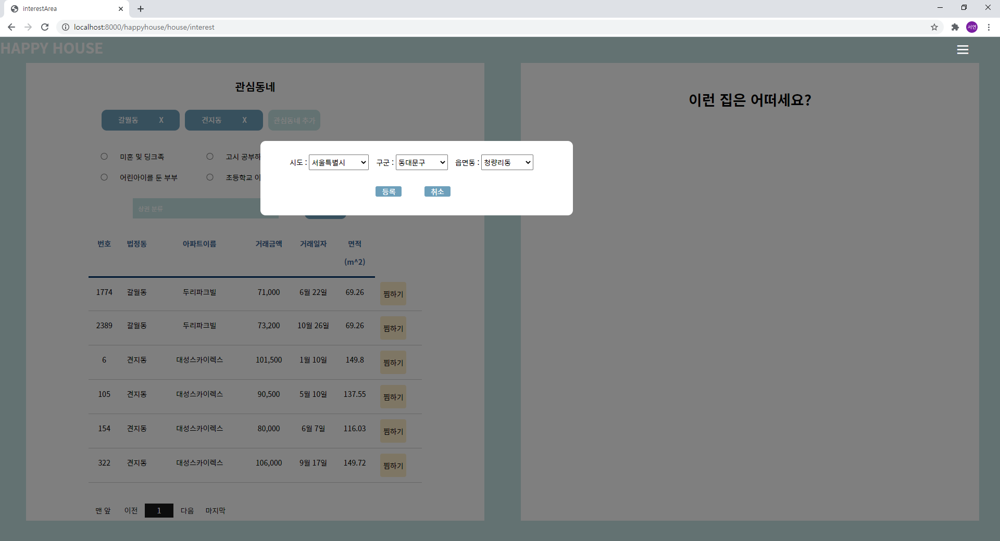 interestArea
localhost:8000/happyhouse/house/interest
서연
HAPPY HOUSE
관심동네
갈월동 X 견지동 X 관심동네 추가
미혼 및 딩크족 고시 공부하
어린아이를 둔 부부 초등학교 이
시도 : 서울특별시 구군 : 동대문구 읍면동 : 청량리동
등록 취소
상권 분류
번호 법정동 아파트이름 거래금액 거래일자 면적
(m^2)
1774 갈월동 두리파크빌 71,000 6월 22일 69.26 찜하기
2389 갈월동 두리파크빌 73,200 10월 26일 69.26 찜하기
6 견지동 대성스카이렉스 101,500 1월 10일 149.8 찜하기
105 견지동 대성스카이렉스 90,500 5월 10일 137.55 찜하기
154 견지동 대성스카이렉스 80,000 6월 7일 116.03 찜하기
322 견지동 대성스카이렉스 106,000 9월 17일 149.72 찜하기
맨 앞 이전 1 다음 마지막
이런 집은 어떠세요?